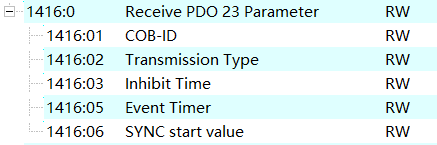 1416:0 Receive PDO 23 Parameter RW
1416:01 COB-ID RW
1416:02 Transmission Type RW
1416:03 Inhibit Time RW
1416:05 Event Timer RW
1416:06 SYNC start value RW